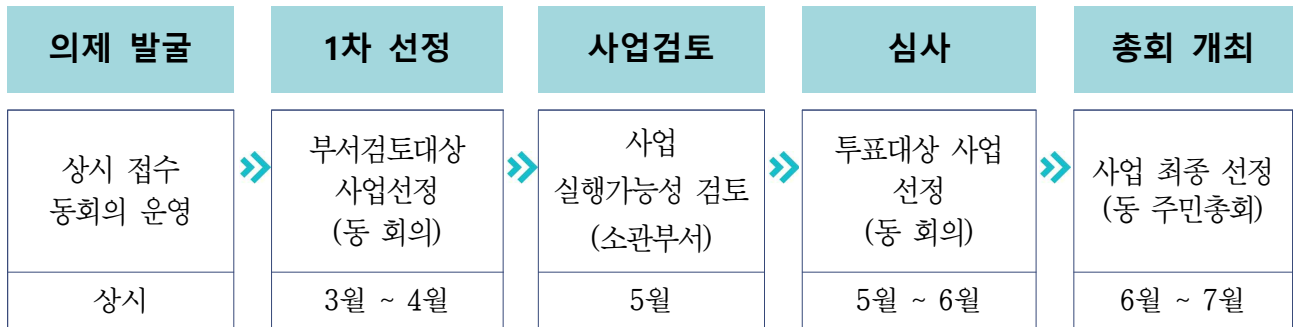 의제 발굴
상시 접수
동회의 운영
상시
1차 선정
부서검토대상
사업선정
(동 회의)
3월 ~ 4월
사업검토
사업
실행가능성 검토
(소관부서)
5월
심사
투표대상 사업
선정
(동 회의)
5월 ~ 6월
총회 개최
사업 최종 선정
(동 주민총회)
6월 ~ 7월